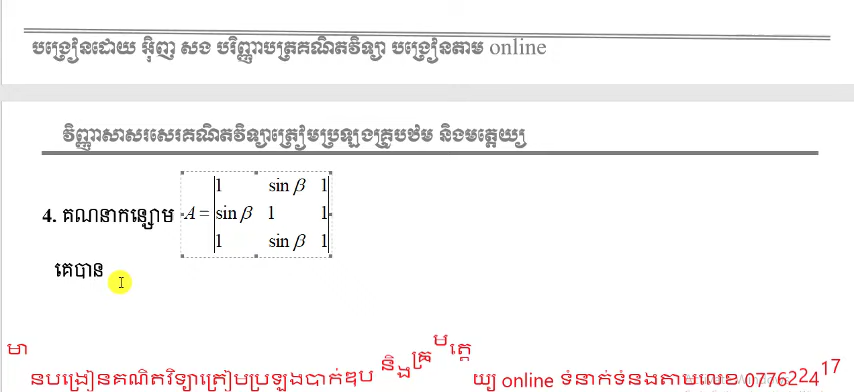 បង្រៀនដោយ អ៊ិញ សង បរិញ្ញាបត្រគណិតវិទ្យា បង្រៀនតាម online
វិញ្ញាសាសរសេរគណិតវិទ្យាត្រៀមប្រឡងគ្រូបឋម និងមត្តេយ្យ
4. គណនាកន្សោម A = |1 sin β 1|
|sin β 1 1|
|1 sin β 1|
គេបាន
មានបង្រៀនគណិតវិទ្យាត្រៀមប្រឡងបាក់ឌុប និងគ្រូមត្តេយ្យ online ទំនាក់ទំនងតាមលេខ 077622417